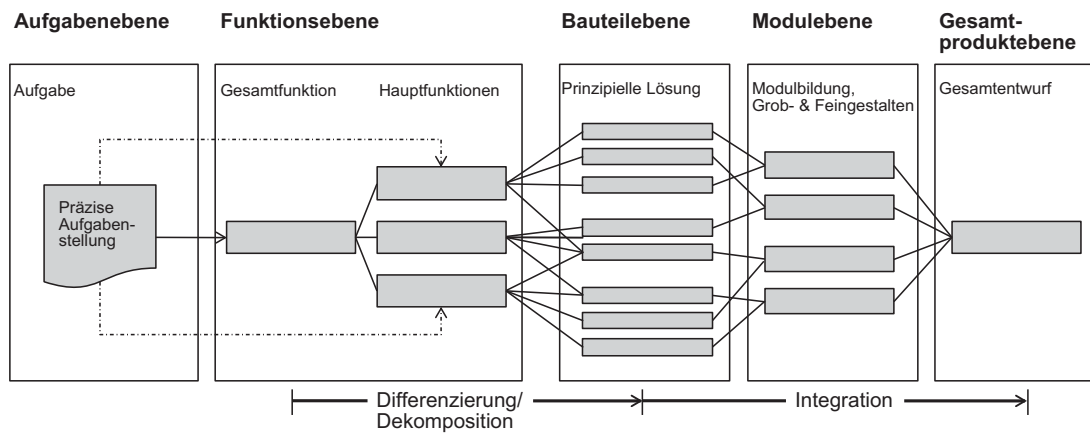 Aufgabenebene
Funktionsebene
Bauteilebene
Modulebene
Gesamt-
produktebene
Aufgabe
Gesamtfunktion
Hauptfunktionen
Prinzipielle Lösung
Modulbildung,
Grob- & Feingestalten
Gesamtentwurf
Präzise
Aufgaben-
stellung
Differenzierung/
Dekomposition
Integration